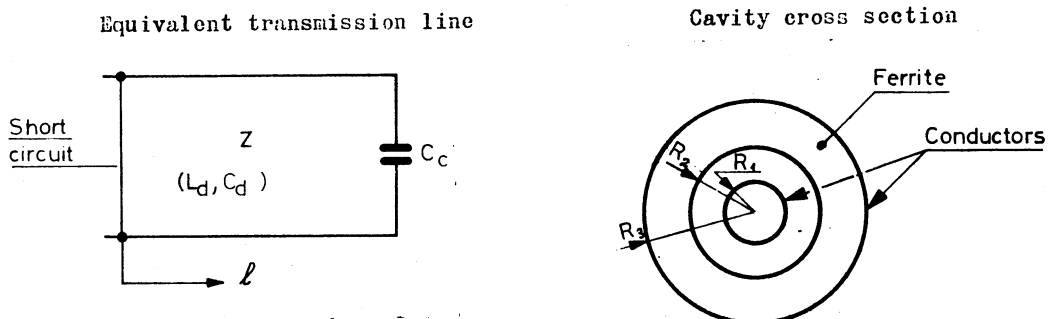 Equivalent transmission line
Cavity cross section
Short
circuit
Z
(Ld, Cd)
Cc
ℓ
Ferrite
Conductors
R2
R1
R3